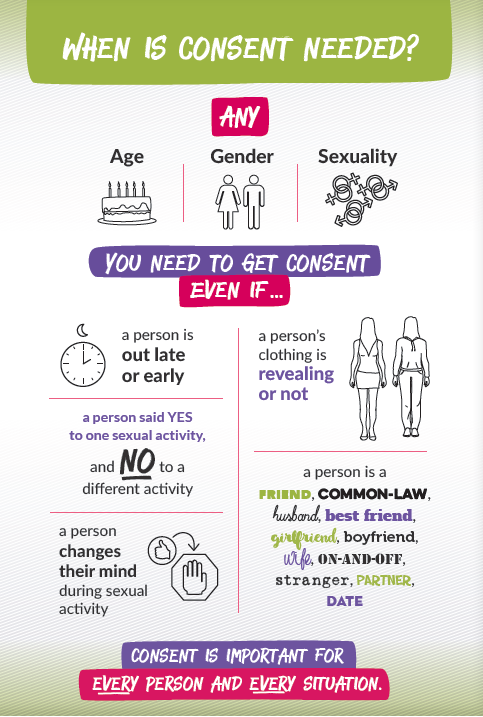 WHEN IS CONSENT NEEDED?
ANY
Age
Gender
Sexuality
YOU NEED TO GET CONSENT
EVEN IF...
a person is
out late
or early
a person said YES
to one sexual activity,
and NO to a
different activity
a person
changes
their mind
during sexual
activity
a person's
clothing is
revealing
or not
a person is a
FRIEND, COMMON-LAW,
husband, best friend,
girlfriend, boyfriend,
wife, ON-AND-OFF,
stranger, PARTNER,
DATE
CONSENT IS IMPORTANT FOR
EVERY PERSON AND EVERY SITUATION.